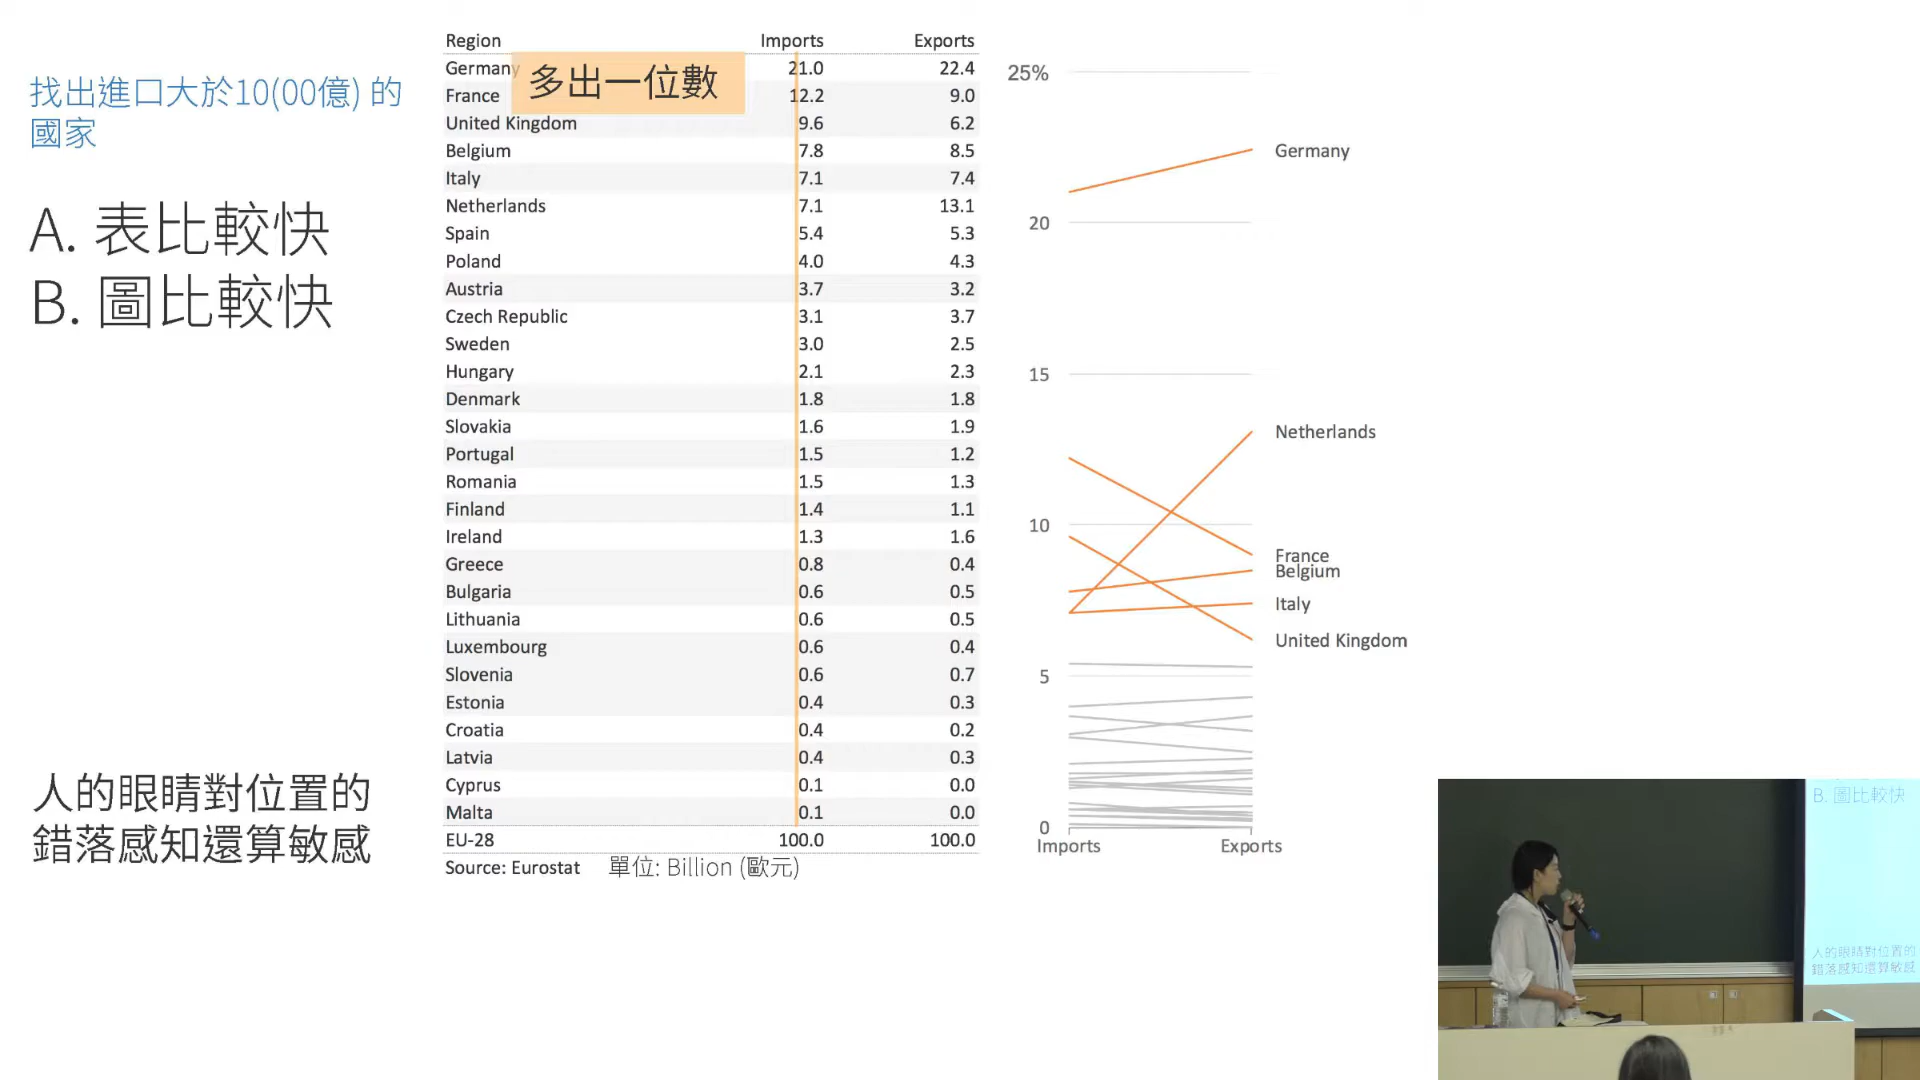 找出進口大於10(00億) 的
國家
A. 表比較快
B. 圖比較快
人的眼睛對位置的
錯落感知還算敏感
Region Imports Exports
多出一位數
Germany 21.0 22.4
France 12.2 9.0
United Kingdom 9.6 6.2
Belgium 7.8 8.5
Italy 7.1 7.4
Netherlands 7.1 13.1
Spain 5.4 5.3
Poland 4.0 4.3
Austria 3.7 3.2
Czech Republic 3.1 3.7
Sweden 3.0 2.5
Hungary 2.1 2.3
Denmark 1.8 1.8
Slovakia 1.6 1.9
Portugal 1.5 1.2
Romania 1.5 1.3
Finland 1.4 1.1
Ireland 1.3 1.6
Greece 0.8 0.4
Bulgaria 0.6 0.5
Lithuania 0.6 0.5
Luxembourg 0.6 0.4
Slovenia 0.6 0.7
Estonia 0.4 0.3
Croatia 0.4 0.2
Latvia 0.4 0.3
Cyprus 0.1 0.0
Malta 0.1 0.0
EU-28 100.0 100.0
Source: Eurostat 單位: Billion (歐元)
25%
20
15
10
5
0
Imports Exports
Germany
Netherlands
France
Belgium
Italy
United Kingdom
B. 圖比較快
人的眼睛對位置的
錯落感知還算敏感